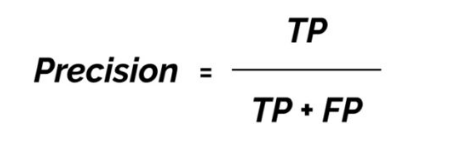 TP
Precision =
TP + FP